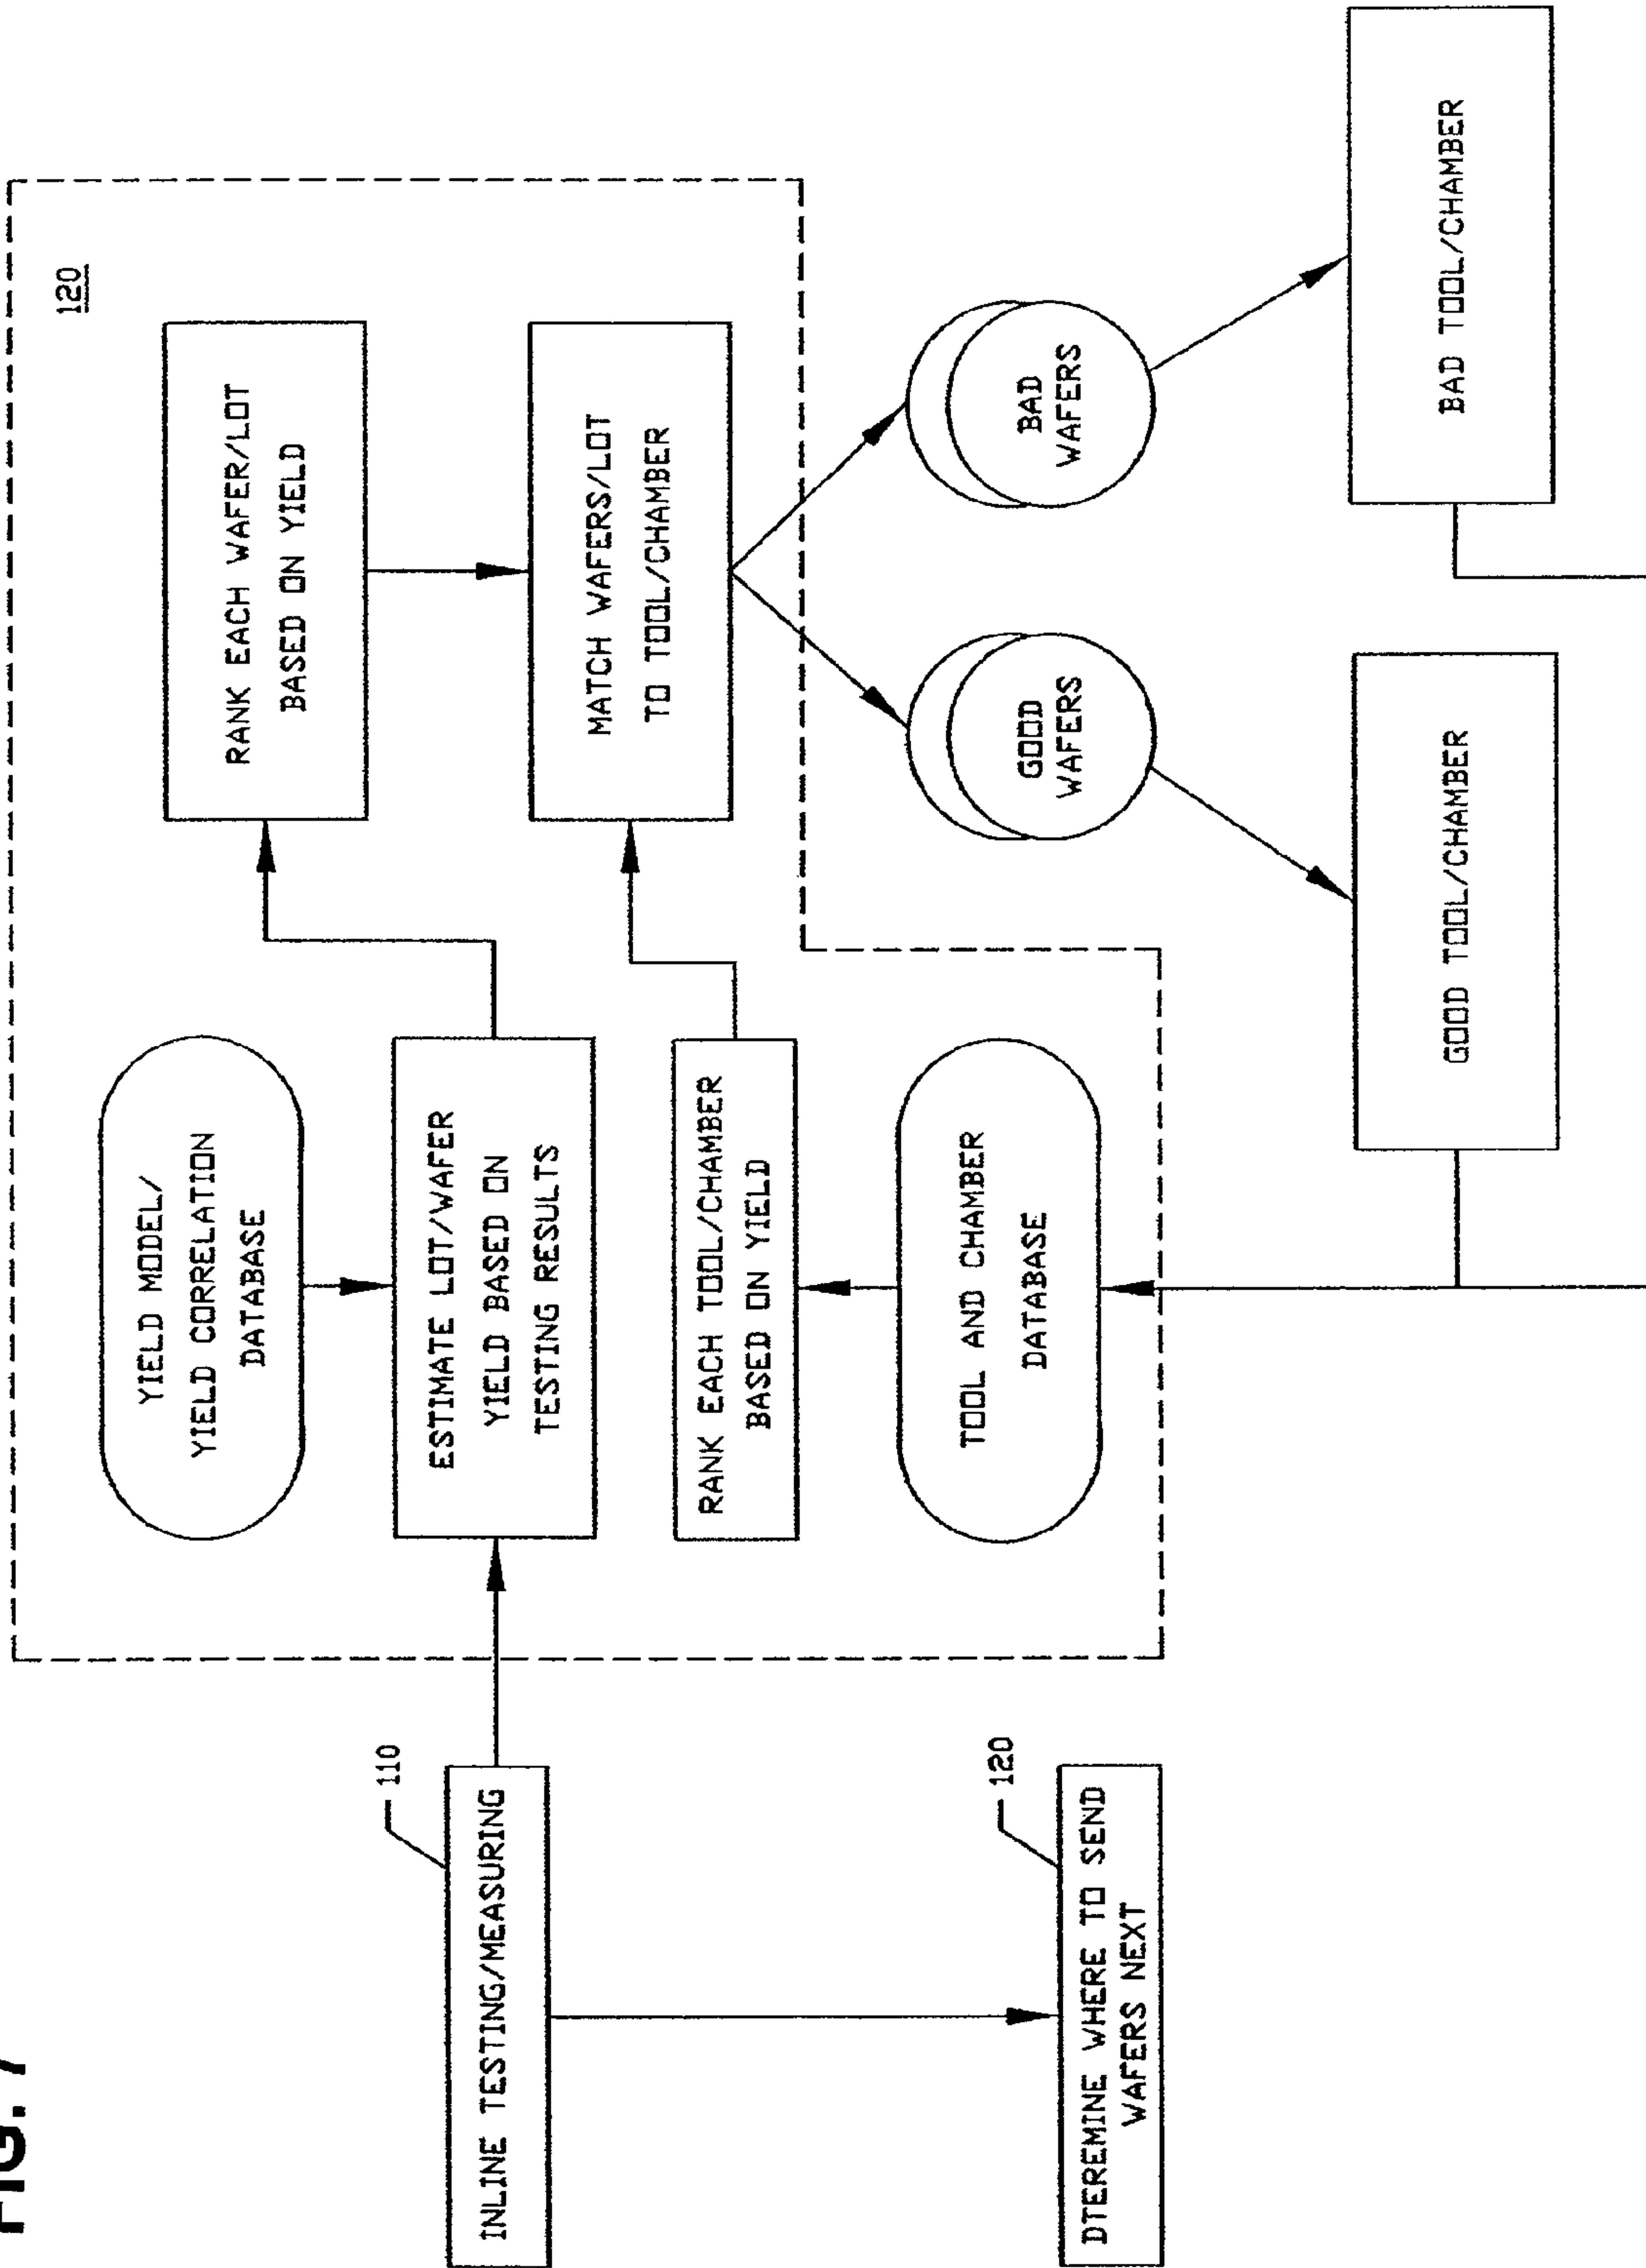 FIG. 7
INLINE TESTING/MEASURING
110
DTEREMINE WHERE TO SEND
WAFERS NEXT
120
120
YIELD MODEL/
YIELD CORRELATION
DATABASE
ESTIMATE LOT/WAFER
YIELD BASED ON
TESTING RESULTS
RANK EACH TOOL/CHAMBER
BASED ON YIELD
TOOL AND CHAMBER
DATABASE
RANK EACH WAFER/LOT
BASED ON YIELD
MATCH WAFERS/LOT
TO TOOL/CHAMBER
GOOD
WAFERS
BAD
WAFERS
GOOD TOOL/CHAMBER
BAD TOOL/CHAMBER